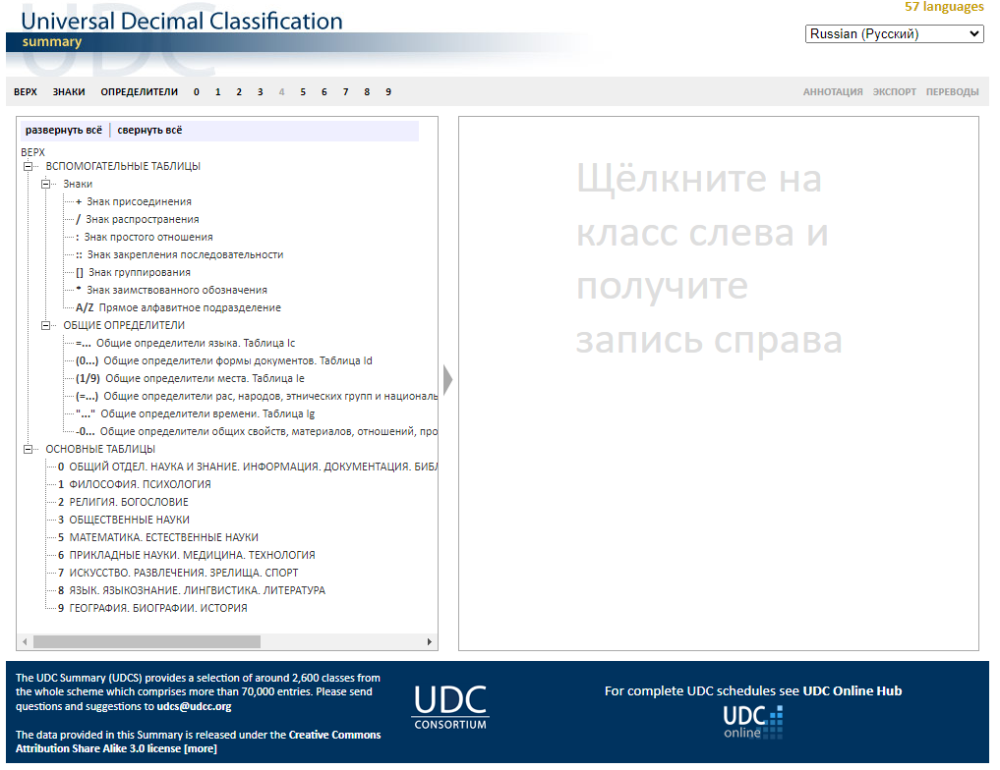 57 languages
UDC
Universal Decimal Classification
summary
Russian (Русский)
ВЕРХ ЗНАКИ ОПРЕДЕЛИТЕЛИ 0 1 2 3 4 5 6 7 8 9 АННОТАЦИЯ ЭКСПОРТ ПЕРЕВОДЫ
развернуть всё | свернуть всё
ВЕРХ
ВСПОМОГАТЕЛЬНЫЕ ТАБЛИЦЫ
Знаки
+ Знак присоединения
/ Знак распространения
: Знак простого отношения
:: Знак закрепления последовательности
[] Знак группирования
* Знак заимствованного обозначения
A/Z Прямое алфавитное подразделение
ОБЩИЕ ОПРЕДЕЛИТЕЛИ
=... Общие определители языка. Таблица Ic
(0...) Общие определители формы документов. Таблица Id
(1/9) Общие определители места. Таблица Ie
(=...) Общие определители рас, народов, этнических групп и националь
"..." Общие определители времени. Таблица Ig
-0... Общие определители общих свойств, материалов, отношений, про
ОСНОВНЫЕ ТАБЛИЦЫ
0 ОБЩИЙ ОТДЕЛ. НАУКА И ЗНАНИЕ. ИНФОРМАЦИЯ. ДОКУМЕНТАЦИЯ. БИБЛ
1 ФИЛОСОФИЯ. ПСИХОЛОГИЯ
2 РЕЛИГИЯ. БОГОСЛОВИЕ
3 ОБЩЕСТВЕННЫЕ НАУКИ
5 МАТЕМАТИКА. ЕСТЕСТВЕННЫЕ НАУКИ
6 ПРИКЛАДНЫЕ НАУКИ. МЕДИЦИНА. ТЕХНОЛОГИЯ
7 ИСКУССТВО. РАЗВЛЕЧЕНИЯ. ЗРЕЛИЩА. СПОРТ
8 ЯЗЫК. ЯЗЫКОЗНАНИЕ. ЛИНГВИСТИКА. ЛИТЕРАТУРА
9 ГЕОГРАФИЯ. БИОГРАФИИ. ИСТОРИЯ
Щёлкните на
класс слева и
получите
запись справа
The UDC Summary (UDCS) provides a selection of around 2,600 classes from
the whole scheme which comprises more than 70,000 entries. Please send
questions and suggestions to udcs@udcc.org
The data provided in this Summary is released under the Creative Commons
Attribution Share Alike 3.0 license [more]
UDC
CONSORTIUM
For complete UDC schedules see UDC Online Hub
UDC
online